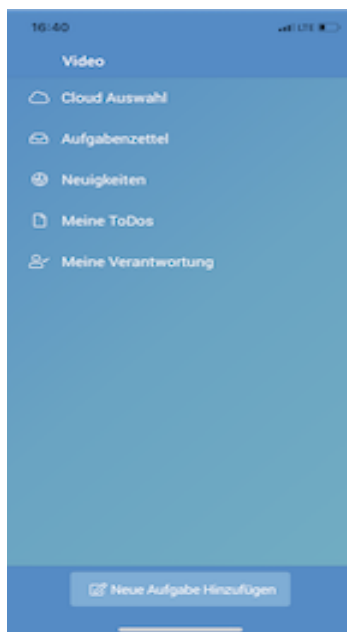 16:40 LTE
Video
Cloud Auswahl
Aufgabenzettel
Neuigkeiten
Meine ToDos
Meine Verantwortung
Neue Aufgabe Hinzufügen